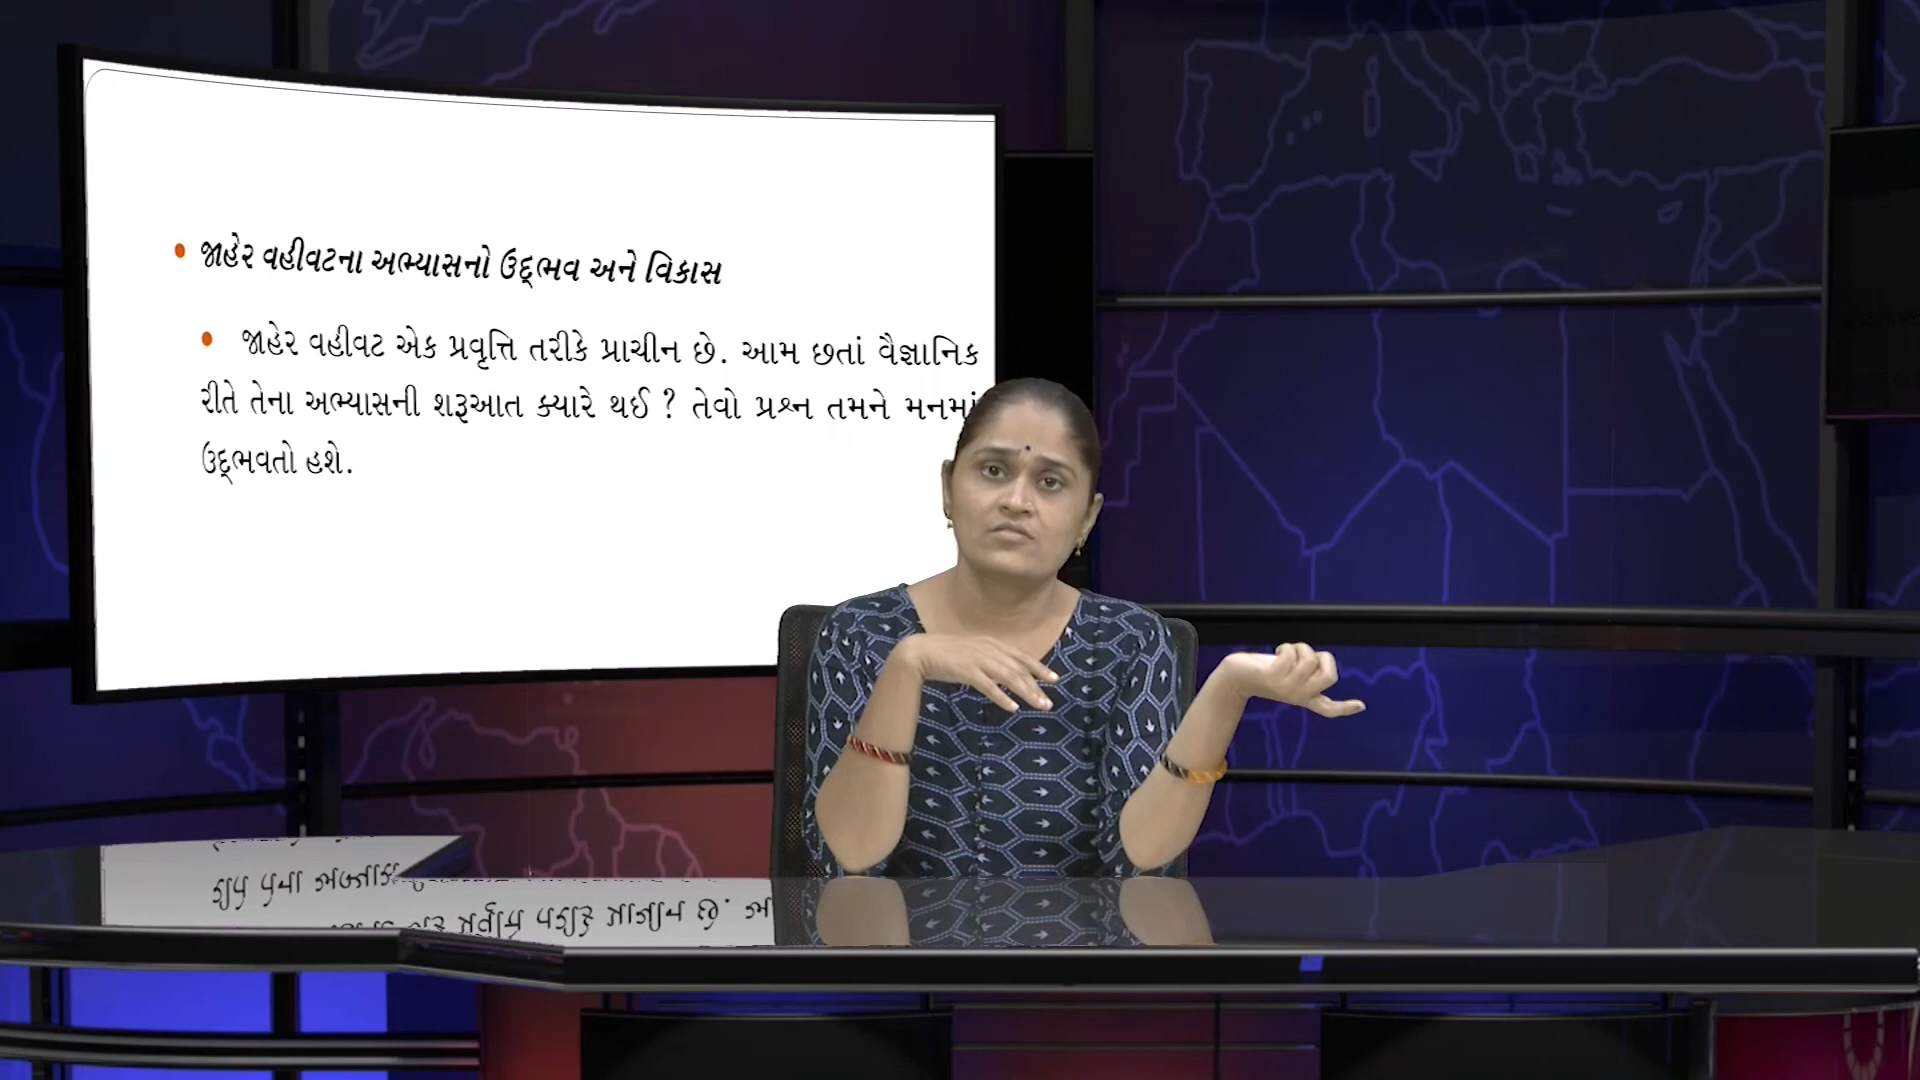 જાહેર વહીવટના અભ્યાસનો ઉદ્ભવ અને વિકાસ
જાહેર વહીવટ એક પ્રવૃત્તિ તરીકે પ્રાચીન છે. આમ છતાં વૈજ્ઞાનિક
રીતે તેના અભ્યાસની શરૂઆત ક્યારે થઈ ? તેવો પ્રશ્ન તમને મનમાં
ઉદ્ભવતો હશે.